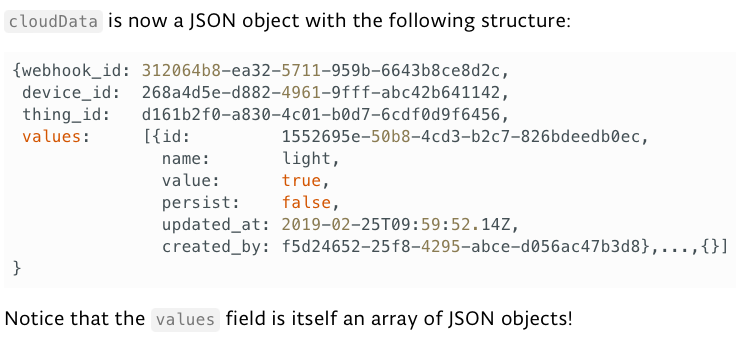 cloudData is now a JSON object with the following structure:
{webhook_id: 312064b8-ea32-5711-959b-6643b8ce8d2c,
device_id: 268a4d5e-d882-4961-9fff-abc42b641142,
thing_id: d161b2f0-a830-4c01-b0d7-6cdf0d9f6456,
values: [{id: 1552695e-50b8-4cd3-b2c7-826bdeedb0ec,
name: light,
value: true,
persist: false,
updated_at: 2019-02-25T09:59:52.14Z,
created_by: f5d24652-25f8-4295-abce-d056ac47b3d8},...,{}]
}
Notice that the values field is itself an array of JSON objects!